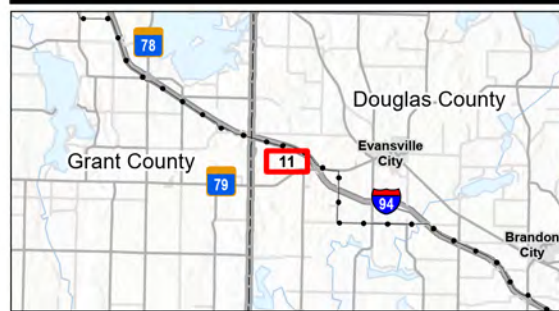 78
Douglas County
Evansville
City
Grant County
11
79
94
Brandon
City